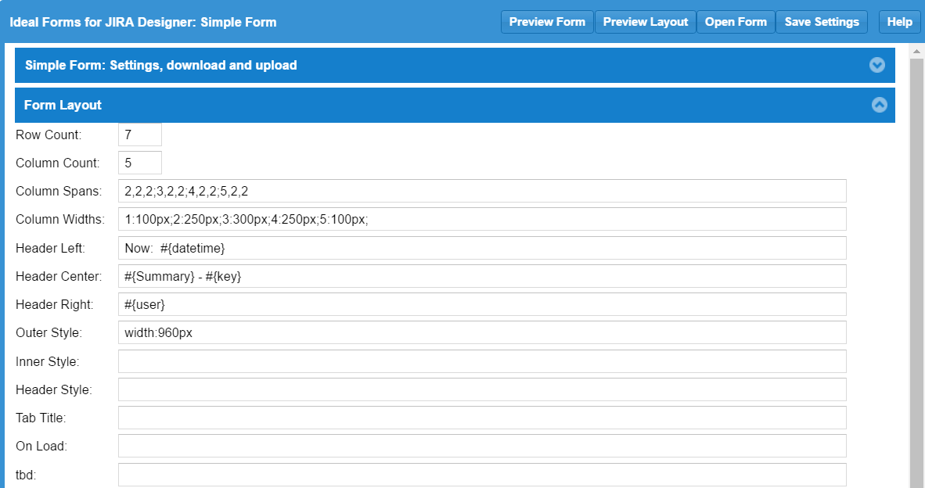 Ideal Forms for JIRA Designer: Simple Form Preview Form Preview Layout Open Form Save Settings Help
Simple Form: Settings, download and upload
Form Layout
Row Count: 7
Column Count: 5
Column Spans: 2,2,2;3,2,2;4,2,2;5,2,2
Column Widths: 1:100px;2:250px;3:300px;4:250px;5:100px;
Header Left: Now:  #{datetime}
Header Center: #{Summary} - #{key}
Header Right: #{user}
Outer Style: width:960px
Inner Style:
Header Style:
Tab Title:
On Load:
tbd: